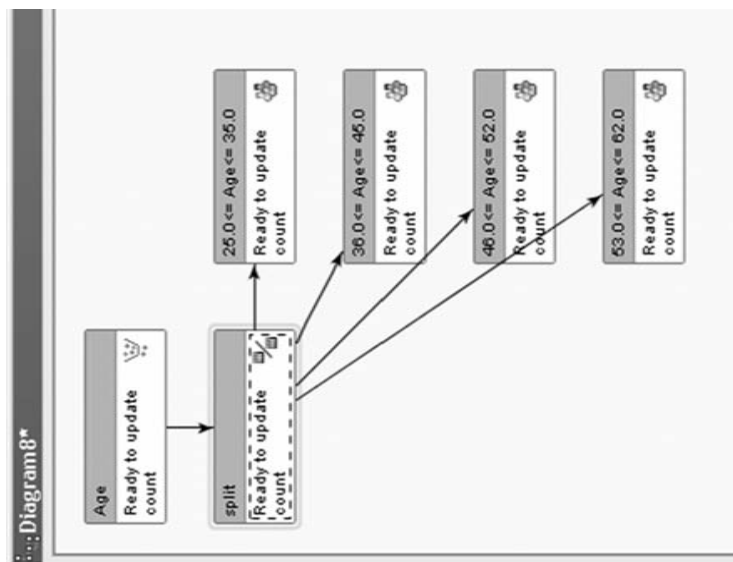 Diagram8*
Age
Ready to update
count
split
Ready to update
count
25.0<= Age<= 35.0
Ready to update
count
36.0<= Age<= 45.0
Ready to update
count
46.0<= Age<= 52.0
Ready to update
count
53.0<= Age<= 62.0
Ready to update
count